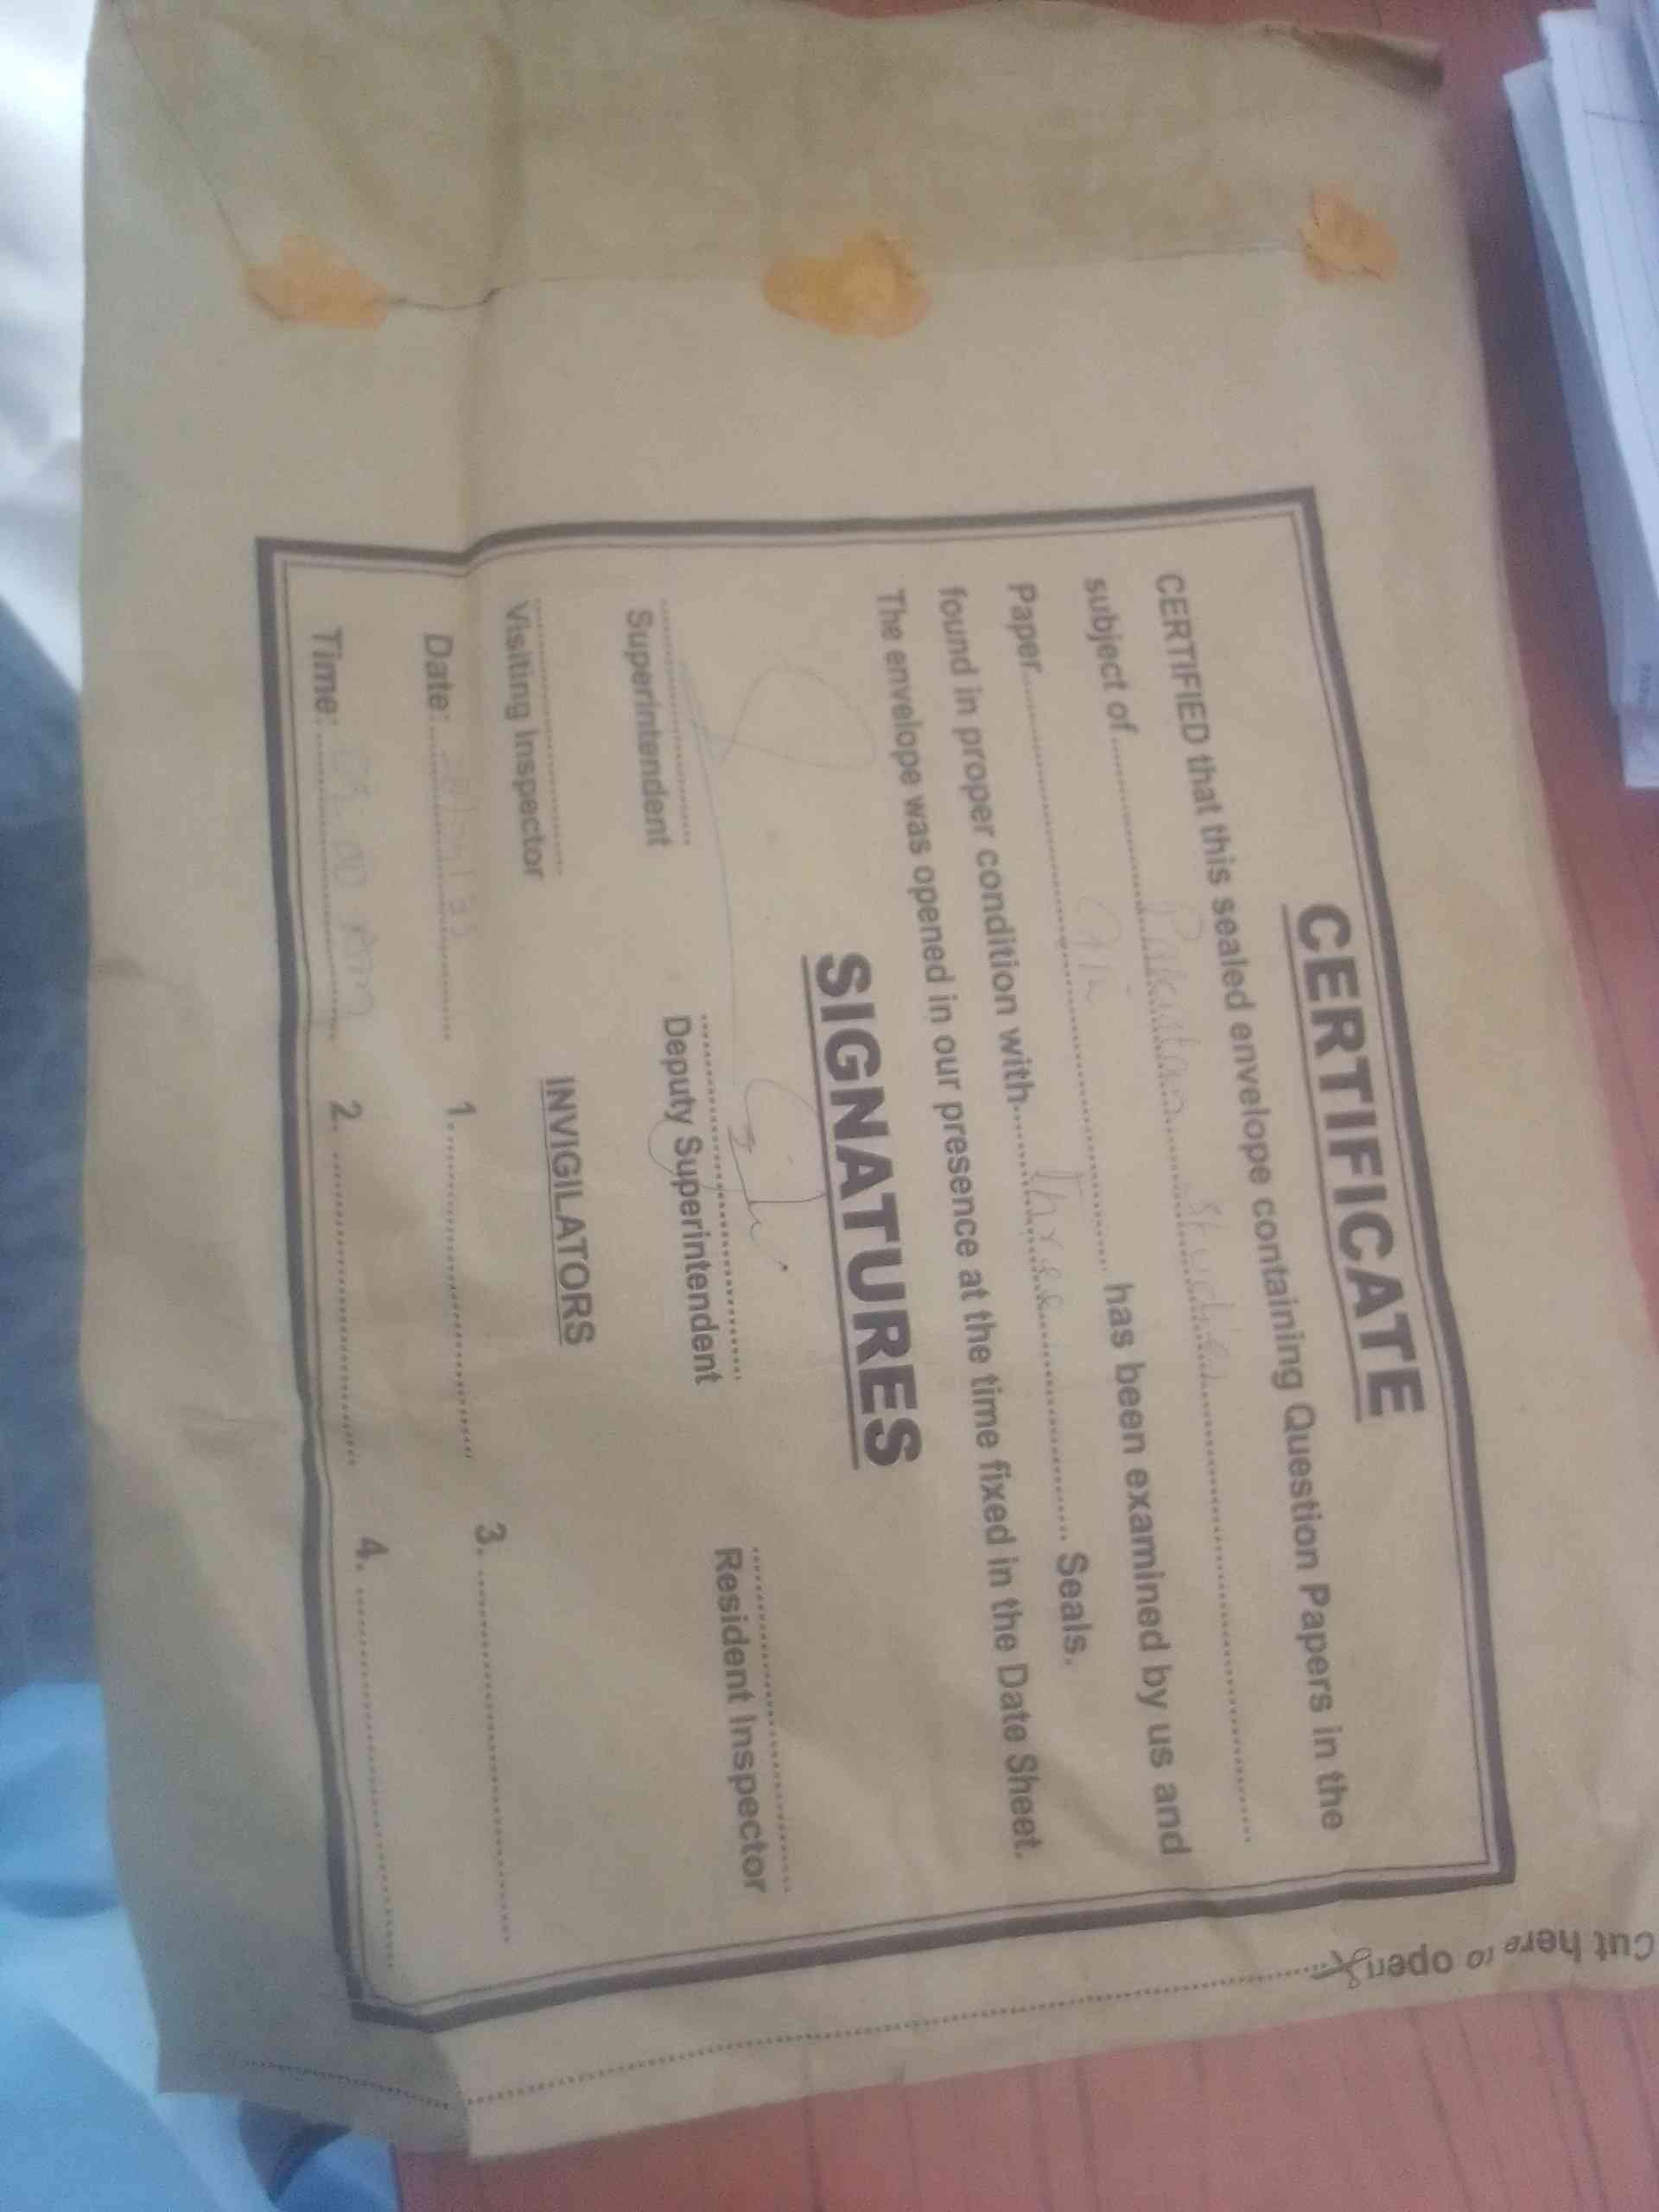 CERTIFICATE
CERTIFIED that this sealed envelope containing Question Papers in the
subject of.......... Pakistan Studies ..........
Paper.................... has been examined by us and
found in proper condition with.......... Three .......... Seals.
The envelope was opened in our presence at the time fixed in the Date Sheet.
SIGNATURES
Superintendent Deputy Superintendent Resident Inspector
Visiting Inspector
INVIGILATORS
Date: 1. 3.
Time: 2. 4.
Cut here to open